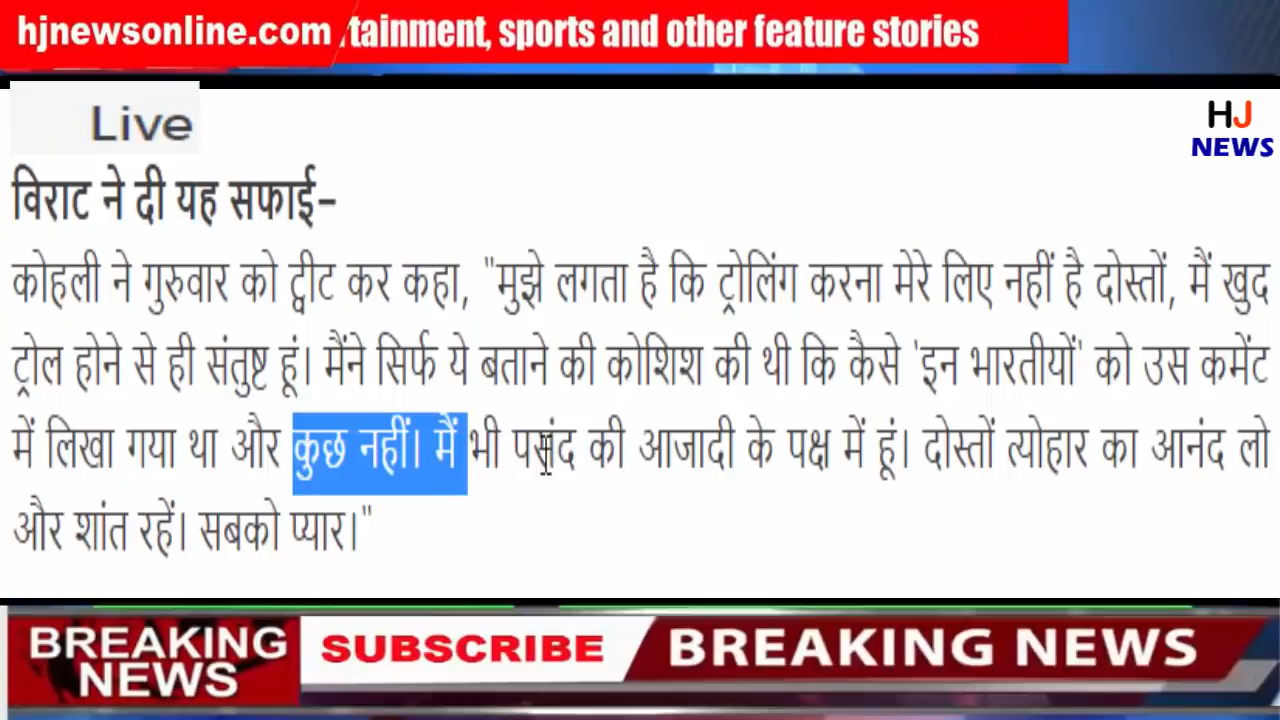 hjnewsonline.com tainment, sports and other feature stories
Live
HJ
NEWS
विराट ने दी यह सफाई-
कोहली ने गुरुवार को ट्वीट कर कहा, "मुझे लगता है कि ट्रोलिंग करना मेरे लिए नहीं है दोस्तों, मैं खुद
ट्रोल होने से ही संतुष्ट हूं। मैंने सिर्फ ये बताने की कोशिश की थी कि कैसे 'इन भारतीयों' को उस कमेंट
में लिखा गया था और कुछ नहीं। मैं भी पसंद की आजादी के पक्ष में हूं। दोस्तों त्योहार का आनंद लो
और शांत रहें। सबको प्यार।"
BREAKING
NEWS
SUBSCRIBE
BREAKING NEWS